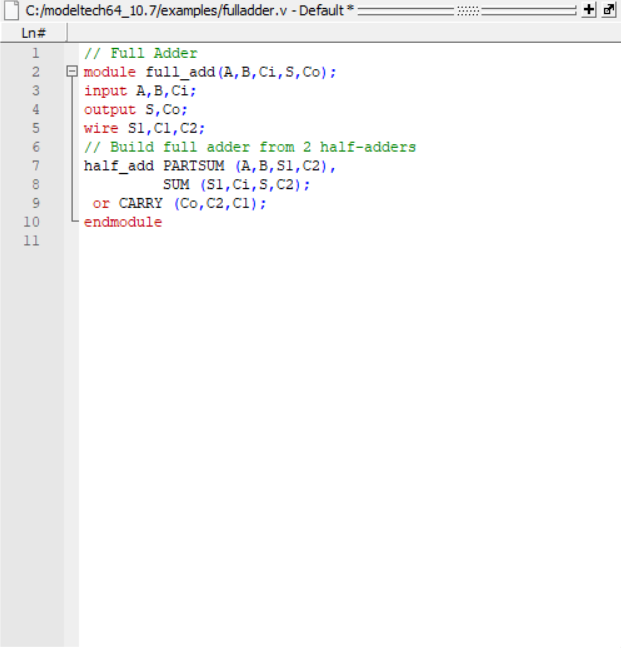 C:/modeltech64_10.7/examples/fulladder.v - Default *
Ln#
1 // Full Adder
2 module full_add(A,B,Ci,S,Co);
3 input A,B,Ci;
4 output S,Co;
5 wire S1,C1,C2;
6 // Build full adder from 2 half-adders
7 half_add PARTSUM (A,B,S1,C2),
8 SUM (S1,Ci,S,C2);
9 or CARRY (Co,C2,C1);
10 endmodule
11